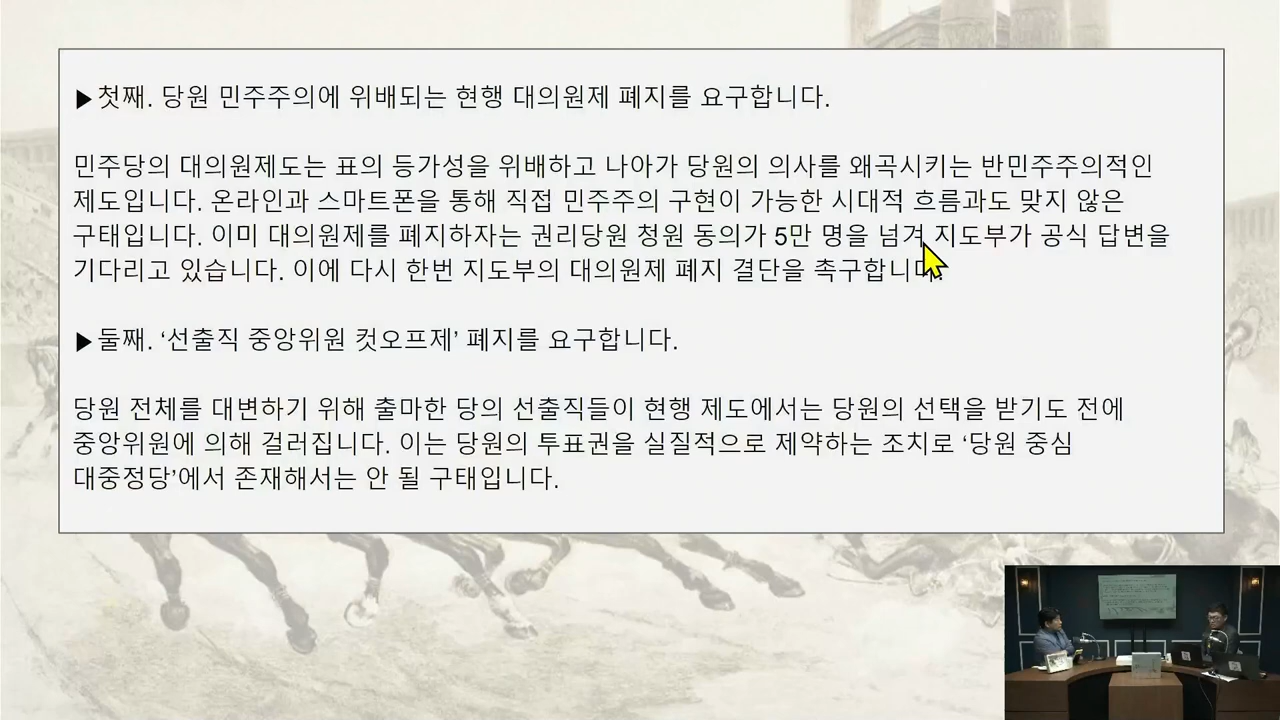 ▶첫째. 당원 민주주의에 위배되는 현행 대의원제 폐지를 요구합니다.
민주당의 대의원제도는 표의 등가성을 위배하고 나아가 당원의 의사를 왜곡시키는 반민주주의적인
제도입니다. 온라인과 스마트폰을 통해 직접 민주주의 구현이 가능한 시대적 흐름과도 맞지 않은
구태입니다. 이미 대의원제를 폐지하자는 권리당원 청원 동의가 5만 명을 넘겨 지도부가 공식 답변을
기다리고 있습니다. 이에 다시 한번 지도부의 대의원제 폐지 결단을 촉구합니다.
▶둘째. ‘선출직 중앙위원 컷오프제’ 폐지를 요구합니다.
당원 전체를 대변하기 위해 출마한 당의 선출직들이 현행 제도에서는 당원의 선택을 받기도 전에
중앙위원에 의해 걸러집니다. 이는 당원의 투표권을 실질적으로 제약하는 조치로 ‘당원 중심
대중정당’에서 존재해서는 안 될 구태입니다.